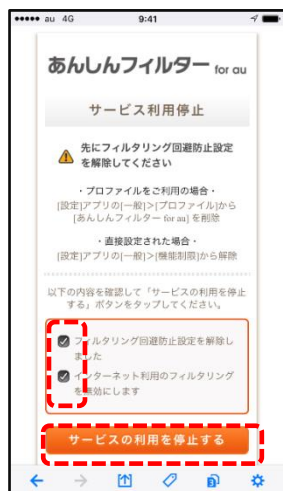 au 4G 9:41
あんしんフィルター for au
サービス利用停止
先にフィルタリング回避防止設定
を解除してください
・プロファイルをご利用の場合・
[設定]アプリの[一般]>[プロファイル]から
[あんしんフィルター for au] を削除
・直接設定された場合・
[設定]アプリの[一般]>[機能制限]から解除
以下の内容を確認して「サービスの利用を停止
する」ボタンをタップしてください。
フィルタリング回避防止設定を解除し
ました
インターネット利用のフィルタリング
を無効にします
サービスの利用を停止する